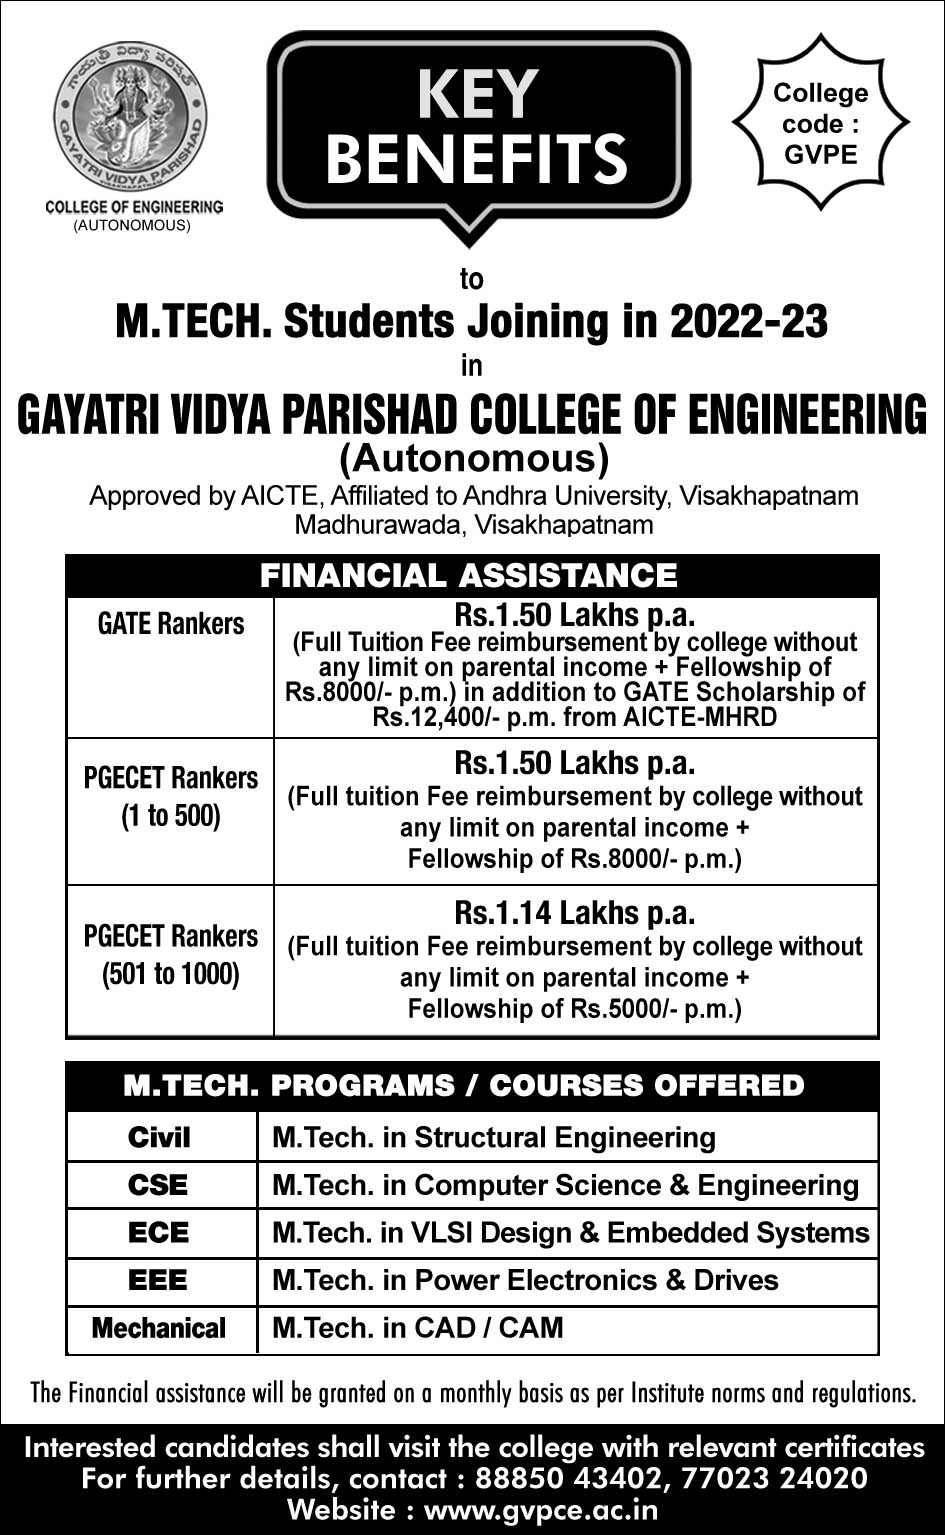 గాయత్రి విద్యా పరిషత్
GAYATRI VIDYA PARISHAD
VISAKHAPATNAM
COLLEGE OF ENGINEERING
(AUTONOMOUS)
KEY
BENEFITS
College
code :
GVPE
to
M.TECH. Students Joining in 2022-23
in
GAYATRI VIDYA PARISHAD COLLEGE OF ENGINEERING
(Autonomous)
Approved by AICTE, Affiliated to Andhra University, Visakhapatnam
Madhurawada, Visakhapatnam
FINANCIAL ASSISTANCE
GATE Rankers
Rs.1.50 Lakhs p.a.
(Full Tuition Fee reimbursement by college without
any limit on parental income + Fellowship of
Rs.8000/- p.m.) in addition to GATE Scholarship of
Rs.12,400/- p.m. from AICTE-MHRD
PGECET Rankers
(1 to 500)
Rs.1.50 Lakhs p.a.
(Full tuition Fee reimbursement by college without
any limit on parental income +
Fellowship of Rs.8000/- p.m.)
PGECET Rankers
(501 to 1000)
Rs.1.14 Lakhs p.a.
(Full tuition Fee reimbursement by college without
any limit on parental income +
Fellowship of Rs.5000/- p.m.)
M.TECH. PROGRAMS / COURSES OFFERED
Civil M.Tech. in Structural Engineering
CSE M.Tech. in Computer Science & Engineering
ECE M.Tech. in VLSI Design & Embedded Systems
EEE M.Tech. in Power Electronics & Drives
Mechanical M.Tech. in CAD / CAM
The Financial assistance will be granted on a monthly basis as per Institute norms and regulations.
Interested candidates shall visit the college with relevant certificates
For further details, contact : 88850 43402, 77023 24020
Website : www.gvpce.ac.in